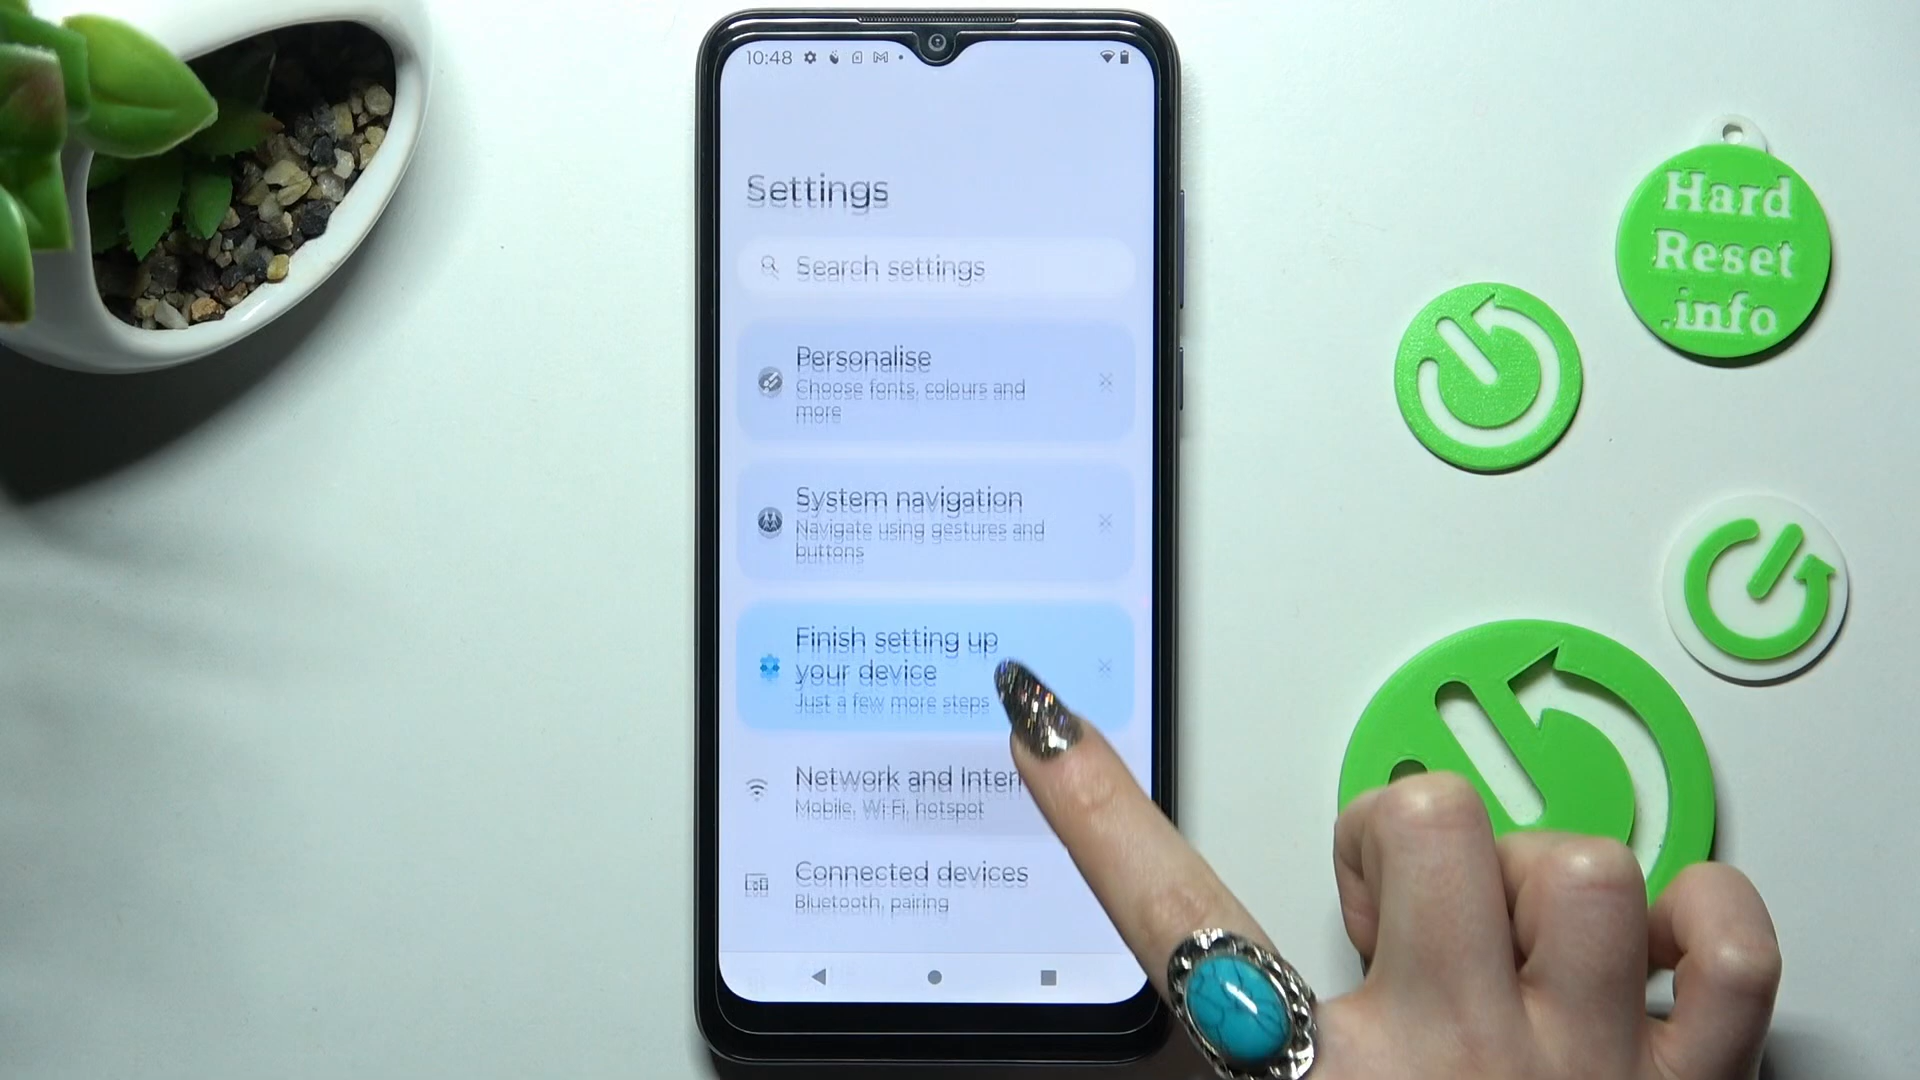 10:48
Settings
Search settings
Personalise
Choose fonts, colours and
more
System navigation
Navigate using gestures and
buttons
Finish setting up
your device
Just a few more steps
Network and Inter
Mobile, Wi-Fi, hotspot
Connected devices
Bluetooth, pairing
Hard
Reset
.info